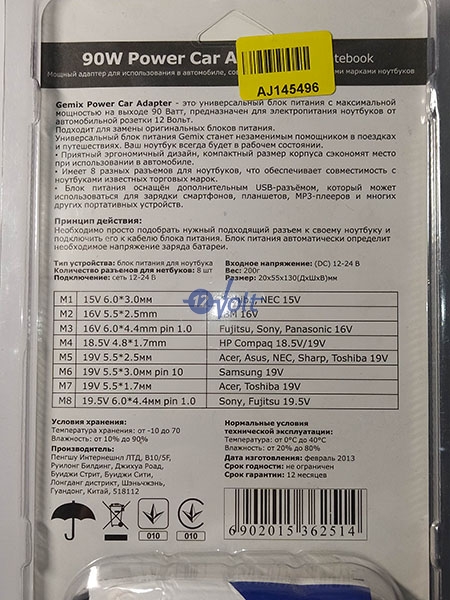 90W Power Car A tebook
Мощный адаптер для использования в автомобиле, ыми марками ноутбуков
AJ145496
Gemix Power Car Adapter - это универсальный блок питания с максимальной
мощностью на выходе 90 Ватт, предназначен для электропитания ноутбуков от
автомобильной розетки 12 Вольт.
Подходит для замены оригинальных блоков питания.
Универсальный блок питания Gemix станет незаменимым помощником в поездках
и путешествиях. Ваш ноутбук всегда будет в рабочем состоянии.
• Приятный эргономичный дизайн, компактный размер корпуса сэкономят место
при использовании в автомобиле.
• Имеет 8 разных разъемов для ноутбуков, что обеспечивает совместимость с
ноутбуками известных торговых марок.
• Блок питания оснащён дополнительным USB-разъёмом, который может
использоваться для зарядки смартфонов, планшетов, MP3-плееров и многих
других портативных устройств.
Принцип действия:
Необходимо просто подобрать нужный подходящий разъем к своему ноутбуку и
подключить его к кабелю блока питания. Блок питания автоматически определит
необходимое напряжение заряда батареи.
Тип устройства: блок питания для ноутбука
Количество разъемов для нетбуков: 8 шт
Подключение: сеть 12-24 В
Входное напряжение: (DC) 12-24 В
Вес: 200г
Размер: 20x55x130(ДхШхВ)мм
M1 15V 6.0*3.0мм NEC 15V
M2 16V 5.5*2.5mm IBM 16V
M3 16V 6.0*4.4mm pin 1.0 Fujitsu, Sony, Panasonic 16V
M4 18.5V 4.8*1.7mm HP Compaq 18.5V/19V
M5 19V 5.5*2.5mm Acer, Asus, NEC, Sharp, Toshiba 19V
M6 19V 5.5*3.0mm pin 10 Samsung 19V
M7 19V 5.5*1.7mm Acer, Toshiba 19V
M8 19.5V 6.0*4.4mm pin 1.0 Sony, Fujitsu 19.5V
12 Volt
Условия хранения:
Температура хранения: от -10 до 70
Влажность: от 10% до 90%
Производитель:
Пенгшу Интернешнл ЛТД, B10/5F,
Руилонг Билдинг, Джихуа Роад,
Буиджи Стрит, Буиджи Сити,
Лонгданг дистрикт, Шэньчжэнь,
Гуандонг, Китай, 518112
Нормальные условия
технической эксплуатации:
Температура: от 0°C до 40°C
Влажность: от 20% до 80%
Дата изготовления: февраль 2013
Срок годности: не ограничен
Срок гарантии: 12 месяцев
010 010
6902015362514